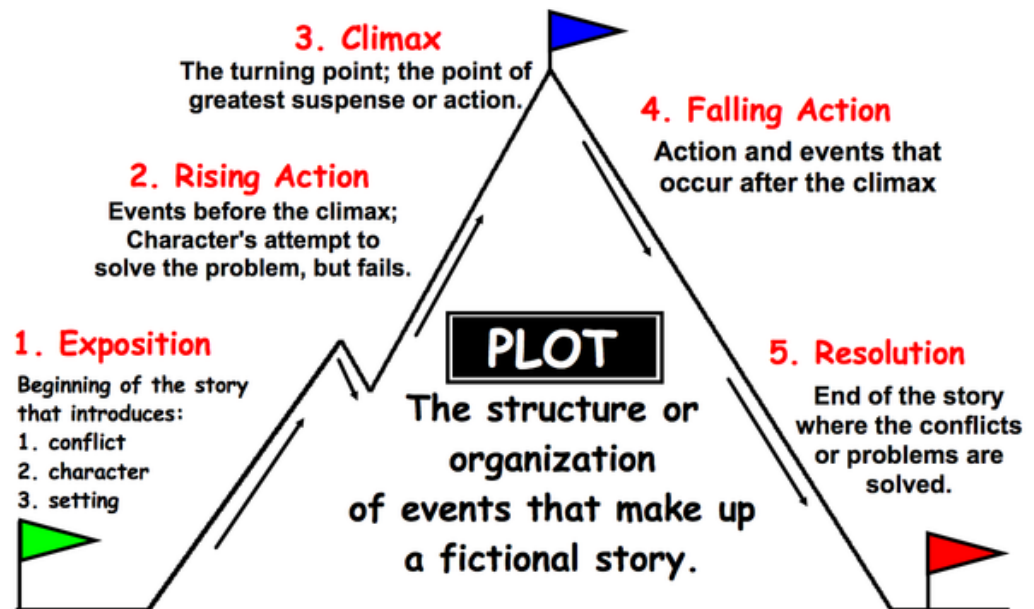 3. Climax
The turning point; the point of
greatest suspense or action.
4. Falling Action
Action and events that
occur after the climax
2. Rising Action
Events before the climax;
Character's attempt to
solve the problem, but fails.
1. Exposition
Beginning of the story
that introduces:
1. conflict
2. character
3. setting
PLOT
The structure or
organization
of events that make up
a fictional story.
5. Resolution
End of the story
where the conflicts
or problems are
solved.